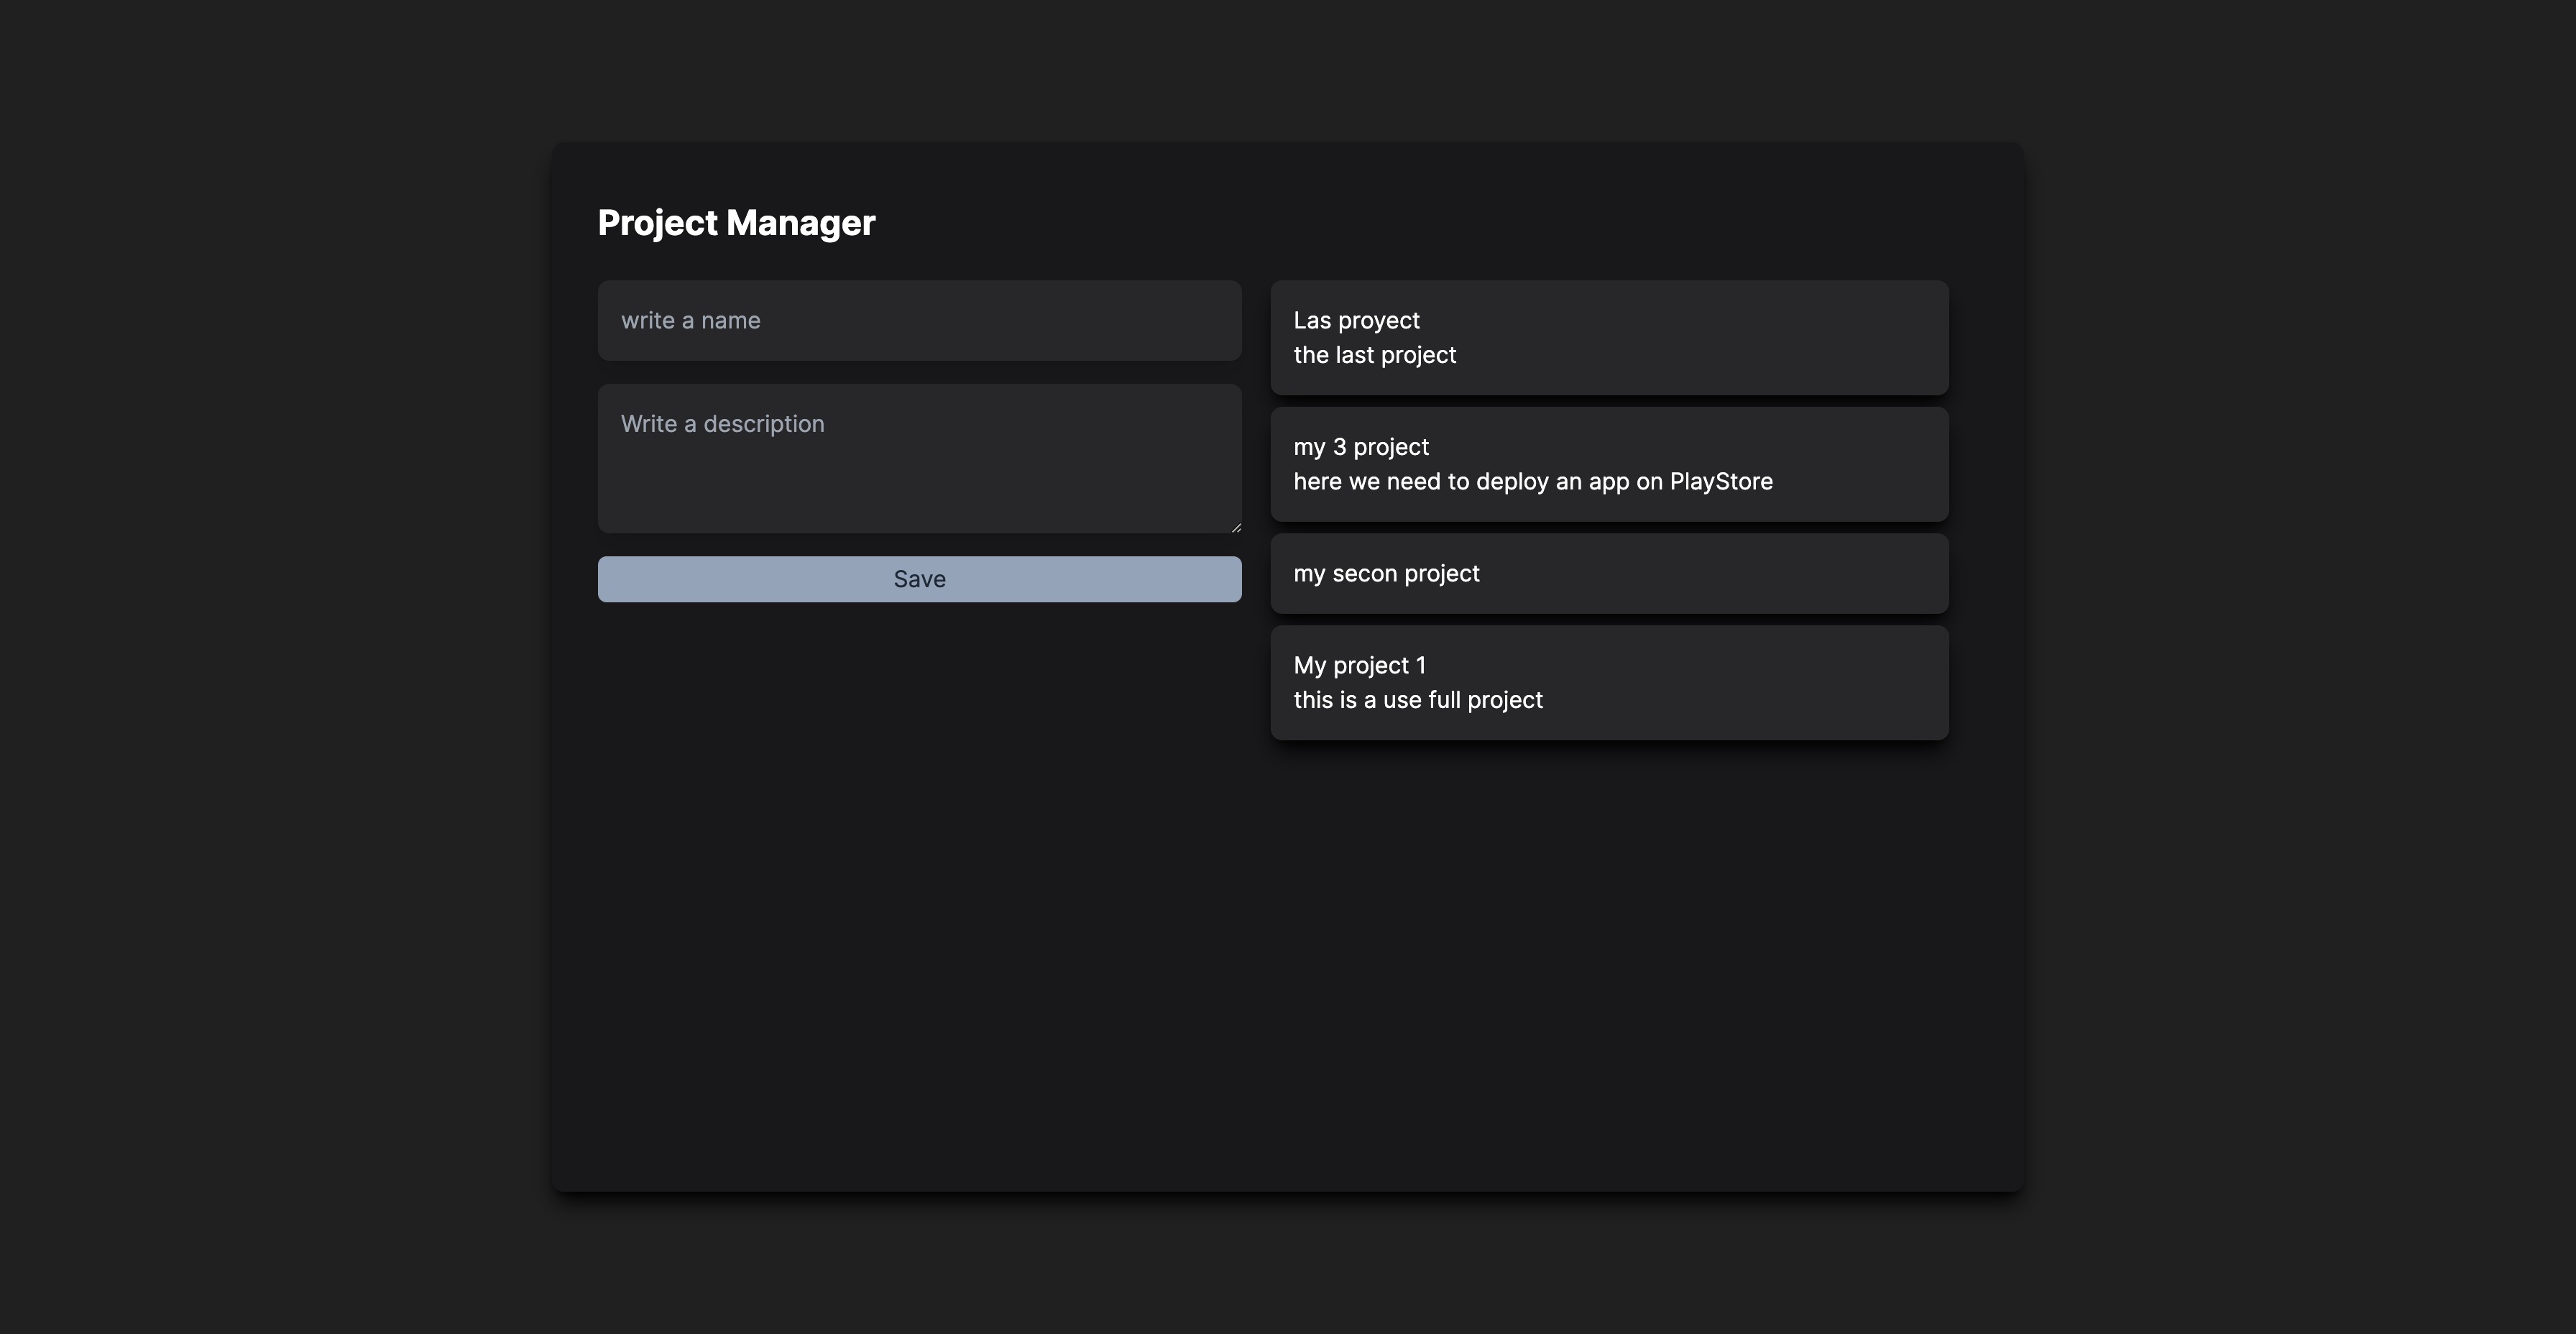 Project Manager
write a name
Write a description
Save
Las proyect
the last project
my 3 project
here we need to deploy an app on PlayStore
my secon project
My project 1
this is a use full project